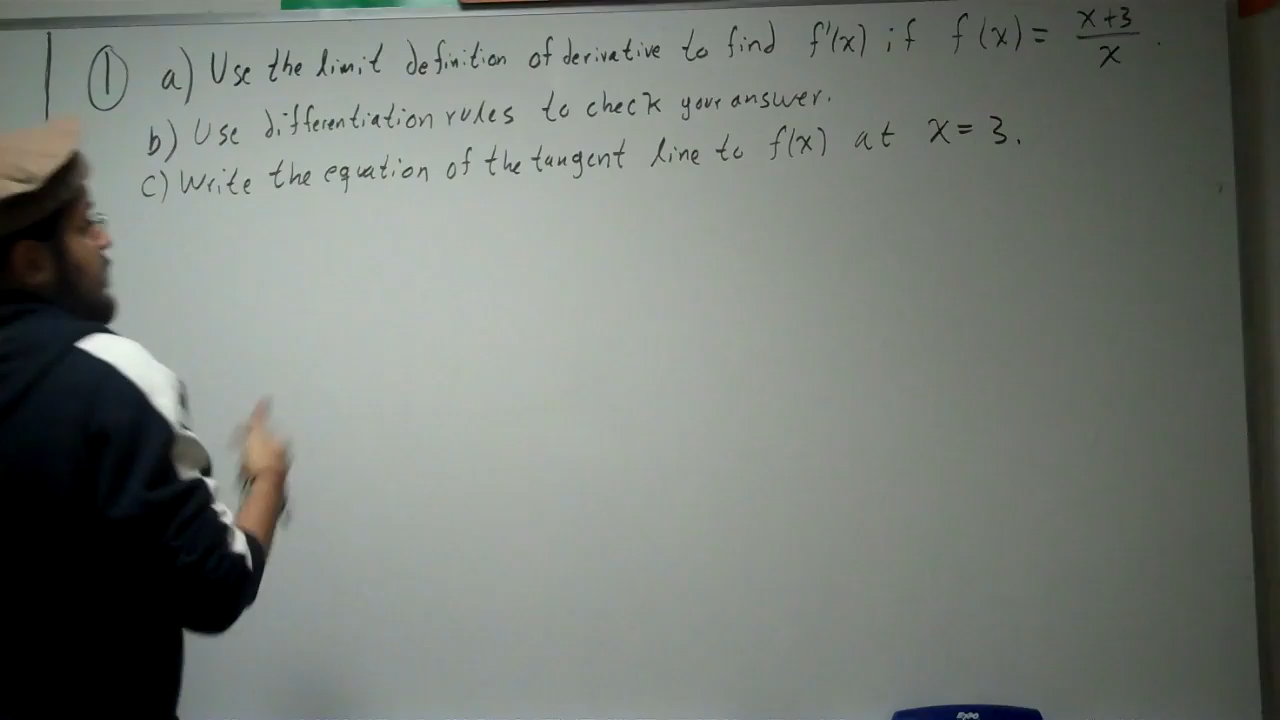 ① a) Use the limit definition of derivative to find f'(x) if f(x) = (x+3)/x.
b) Use differentiation rules to check your answer.
c) Write the equation of the tangent line to f(x) at x = 3.